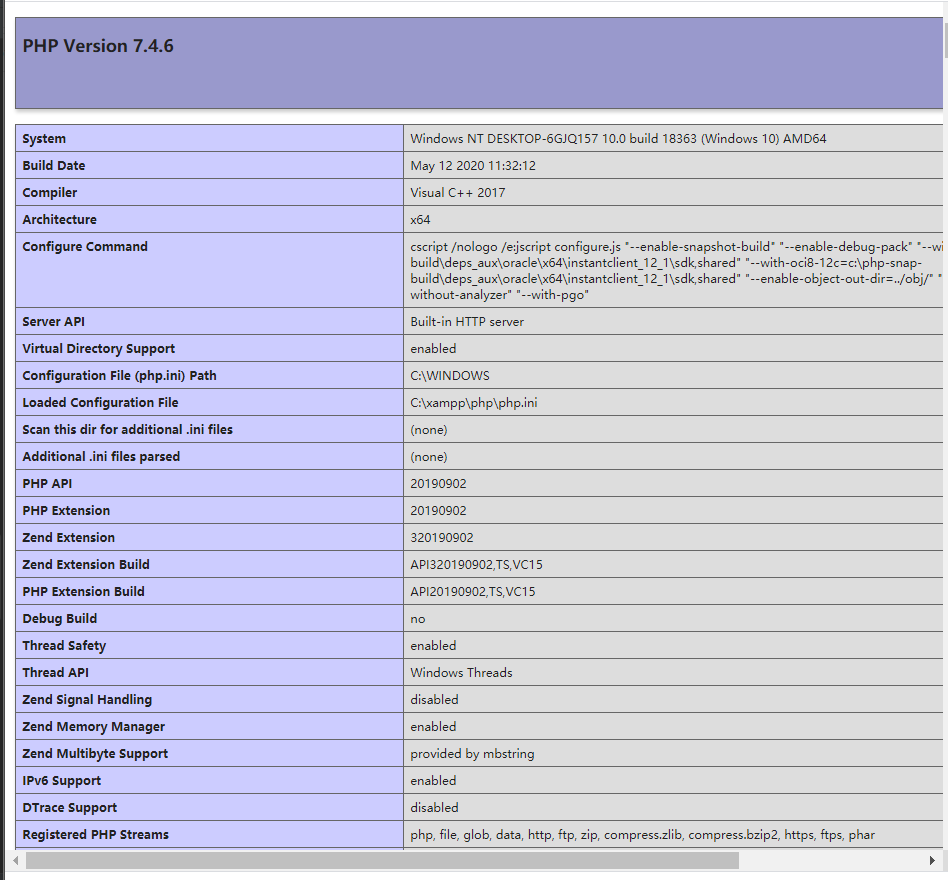 PHP Version 7.4.6
System Windows NT DESKTOP-6GJQ157 10.0 build 18363 (Windows 10) AMD64
Build Date May 12 2020 11:32:12
Compiler Visual C++ 2017
Architecture x64
Configure Command cscript /nologo /e:jscript configure.js "--enable-snapshot-build" "--enable-debug-pack" "--wi
build\deps_aux\oracle\x64\instantclient_12_1\sdk,shared" "--with-oci8-12c=c:\php-snap-
build\deps_aux\oracle\x64\instantclient_12_1\sdk,shared" "--enable-object-out-dir=../obj/" "
without-analyzer" "--with-pgo"
Server API Built-in HTTP server
Virtual Directory Support enabled
Configuration File (php.ini) Path C:\WINDOWS
Loaded Configuration File C:\xampp\php\php.ini
Scan this dir for additional .ini files (none)
Additional .ini files parsed (none)
PHP API 20190902
PHP Extension 20190902
Zend Extension 320190902
Zend Extension Build API320190902,TS,VC15
PHP Extension Build API20190902,TS,VC15
Debug Build no
Thread Safety enabled
Thread API Windows Threads
Zend Signal Handling disabled
Zend Memory Manager enabled
Zend Multibyte Support provided by mbstring
IPv6 Support enabled
DTrace Support disabled
Registered PHP Streams php, file, glob, data, http, ftp, zip, compress.zlib, compress.bzip2, https, ftps, phar